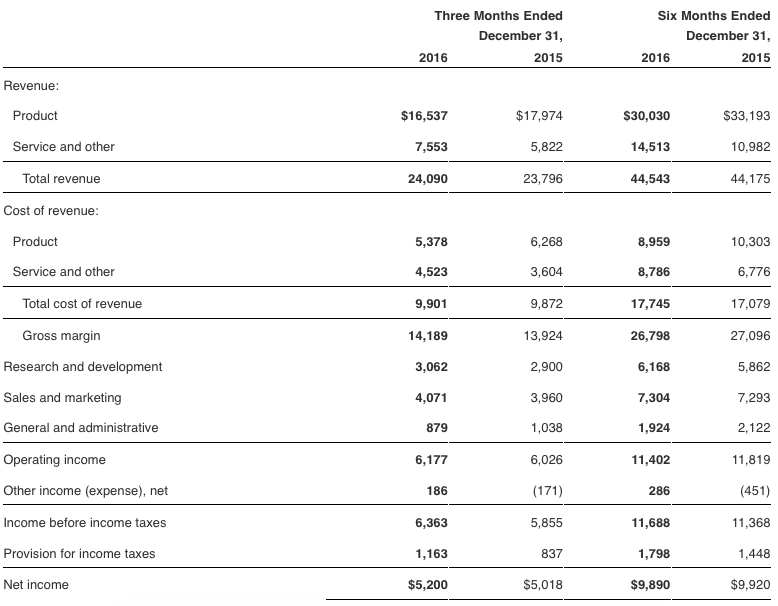 Three Months Ended Six Months Ended
December 31, December 31,
2016 2015 2016 2015
Revenue:
Product $16,537 $17,974 $30,030 $33,193
Service and other 7,553 5,822 14,513 10,982
Total revenue 24,090 23,796 44,543 44,175
Cost of revenue:
Product 5,378 6,268 8,959 10,303
Service and other 4,523 3,604 8,786 6,776
Total cost of revenue 9,901 9,872 17,745 17,079
Gross margin 14,189 13,924 26,798 27,096
Research and development 3,062 2,900 6,168 5,862
Sales and marketing 4,071 3,960 7,304 7,293
General and administrative 879 1,038 1,924 2,122
Operating income 6,177 6,026 11,402 11,819
Other income (expense), net 186 (171) 286 (451)
Income before income taxes 6,363 5,855 11,688 11,368
Provision for income taxes 1,163 837 1,798 1,448
Net income $5,200 $5,018 $9,890 $9,920